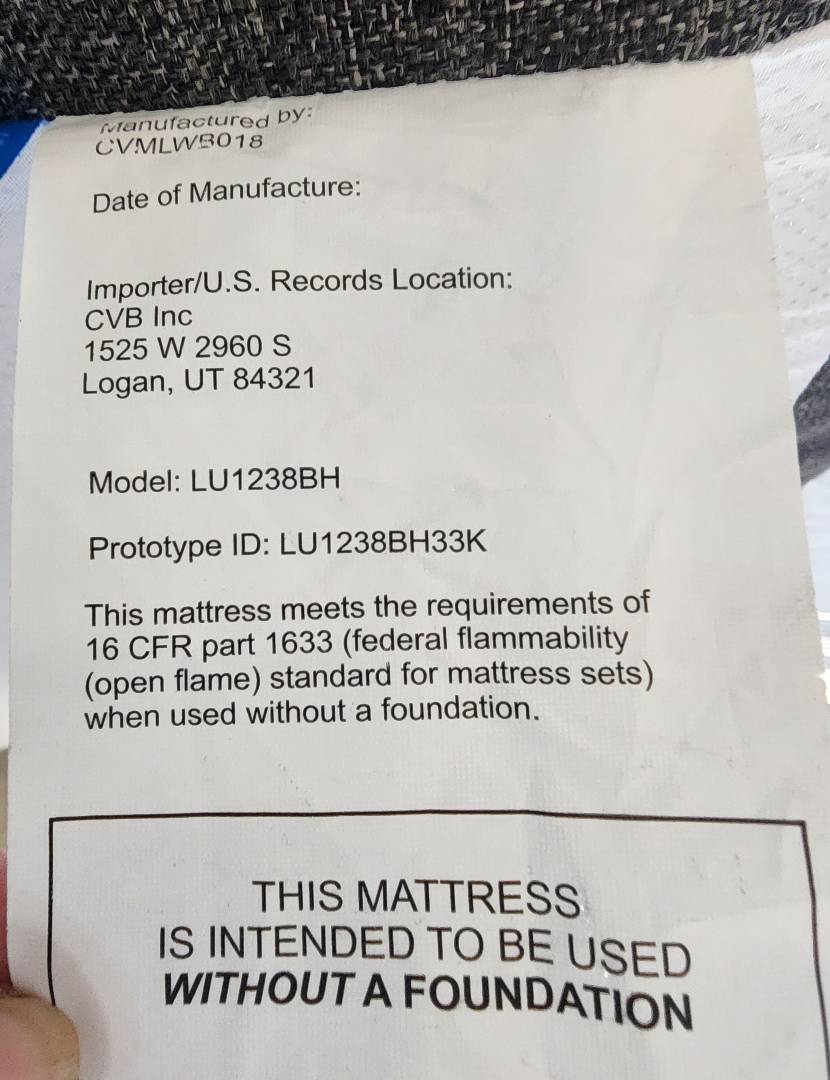 Manufactured by:
CVMLWB018
Date of Manufacture:
Importer/U.S. Records Location:
CVB Inc
1525 W 2960 S
Logan, UT 84321
Model: LU1238BH
Prototype ID: LU1238BH33K
This mattress meets the requirements of
16 CFR part 1633 (federal flammability
(open flame) standard for mattress sets)
when used without a foundation.
THIS MATTRESS
IS INTENDED TO BE USED
WITHOUT A FOUNDATION